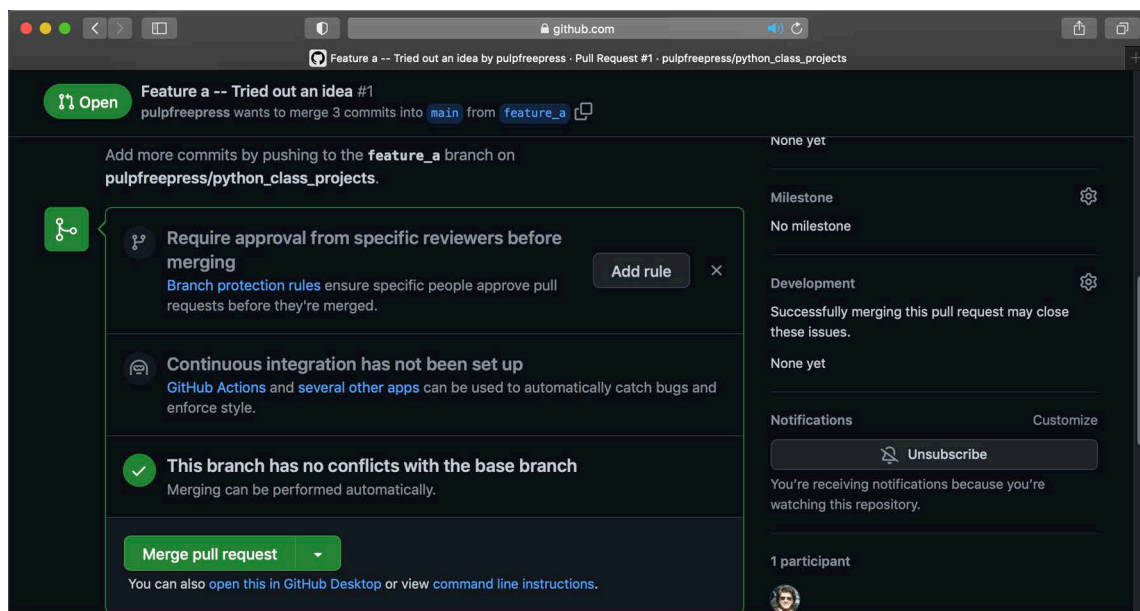 github.com
Feature a -- Tried out an idea by pulpfreepress · Pull Request #1 · pulpfreepress/python_class_projects
Open
Feature a -- Tried out an idea #1
pulpfreepress wants to merge 3 commits into main from feature_a
Add more commits by pushing to the feature_a branch on
pulpfreepress/python_class_projects.
Require approval from specific reviewers before
merging
Add rule
Branch protection rules ensure specific people approve pull
requests before they're merged.
Continuous integration has not been set up
GitHub Actions and several other apps can be used to automatically catch bugs and
enforce style.
This branch has no conflicts with the base branch
Merging can be performed automatically.
Merge pull request
You can also open this in GitHub Desktop or view command line instructions.
None yet
Milestone
No milestone
Development
Successfully merging this pull request may close
these issues.
None yet
Notifications
Customize
Unsubscribe
You're receiving notifications because you're
watching this repository.
1 participant